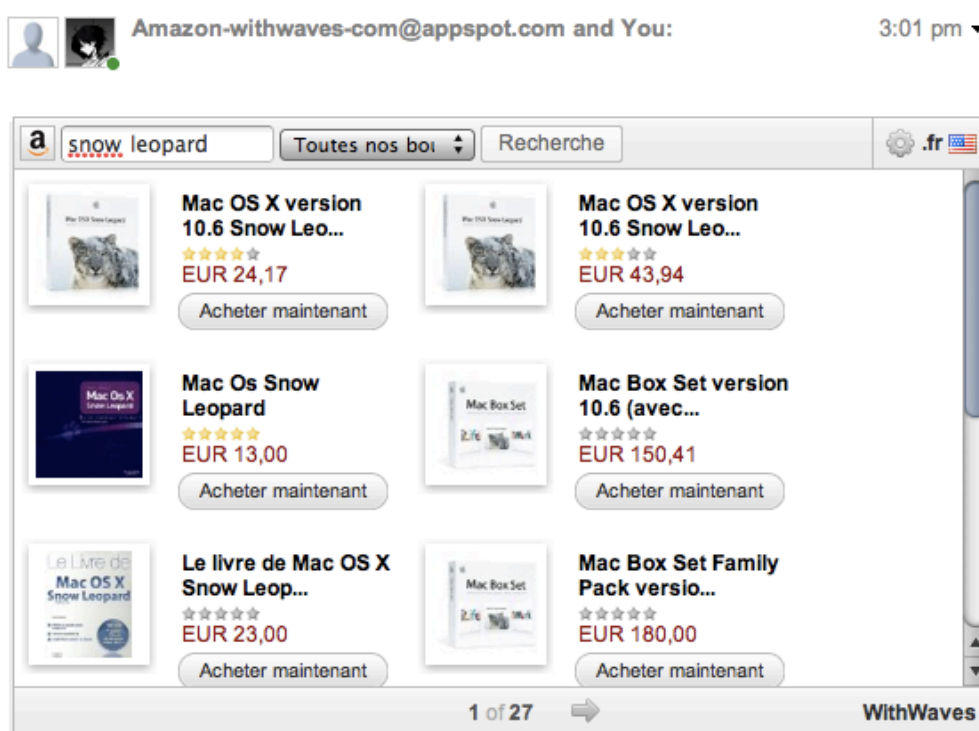 Amazon-withwaves-com@appspot.com and You:
3:01 pm
a
snow leopard
Toutes nos bou
Recherche
.fr
Mac OS X version
10.6 Snow Leo...
EUR 24,17
Acheter maintenant
Mac OS X version
10.6 Snow Leo...
EUR 43,94
Acheter maintenant
Mac Os X
Snow Leopard
Mac Os Snow
Leopard
EUR 13,00
Acheter maintenant
Mac Box Set
Mac Box Set version
10.6 (avec...
EUR 150,41
Acheter maintenant
Le Livre de
Mac OS X
Snow Leopard
Le livre de Mac OS X
Snow Leop...
EUR 23,00
Acheter maintenant
Mac Box Set
Mac Box Set Family
Pack versio...
EUR 180,00
Acheter maintenant
1 of 27
WithWaves